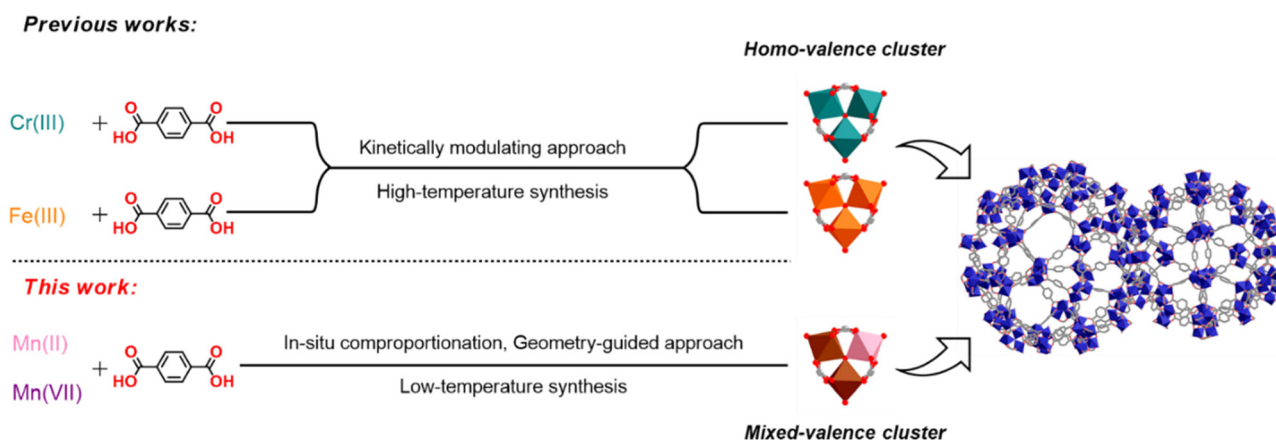 Previous works:
Homo-valence cluster
Cr(III) + O HO O OH
Kinetically modulating approach
High-temperature synthesis
Fe(III) + O HO O OH
This work:
Mn(II)
Mn(VII)
+ O HO O OH
In-situ comproportionation, Geometry-guided approach
Low-temperature synthesis
Mixed-valence cluster